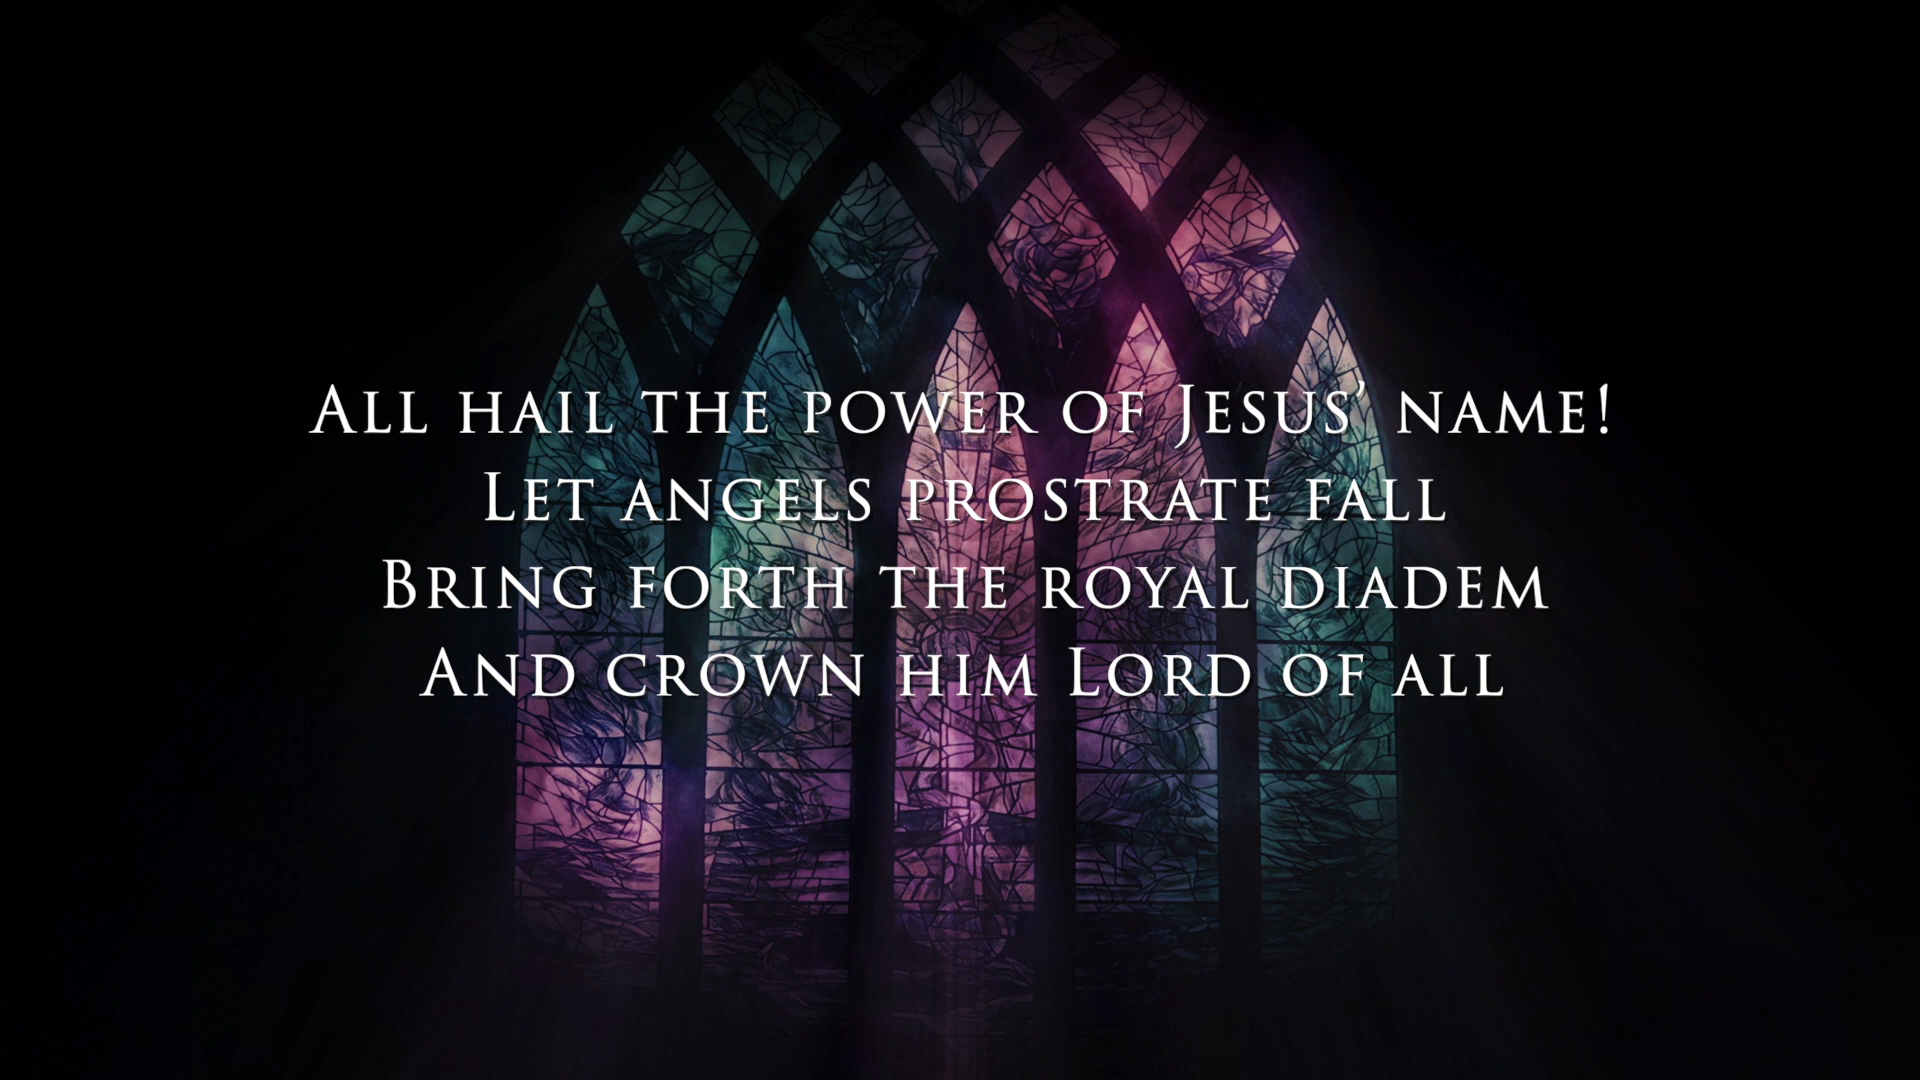 All hail the power of Jesus’ name!
Let angels prostrate fall
Bring forth the royal diadem
And crown him Lord of all